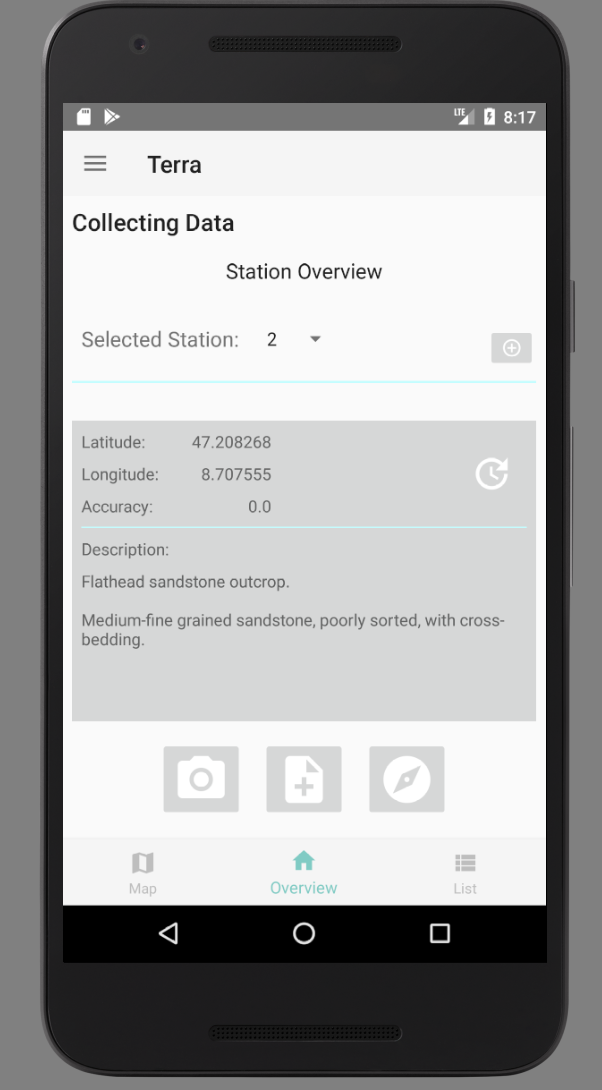 LTE 8:17
Terra
Collecting Data
Station Overview
Selected Station: 2
Latitude: 47.208268
Longitude: 8.707555
Accuracy: 0.0
Description:
Flathead sandstone outcrop.
Medium-fine grained sandstone, poorly sorted, with cross-
bedding.
Map Overview List